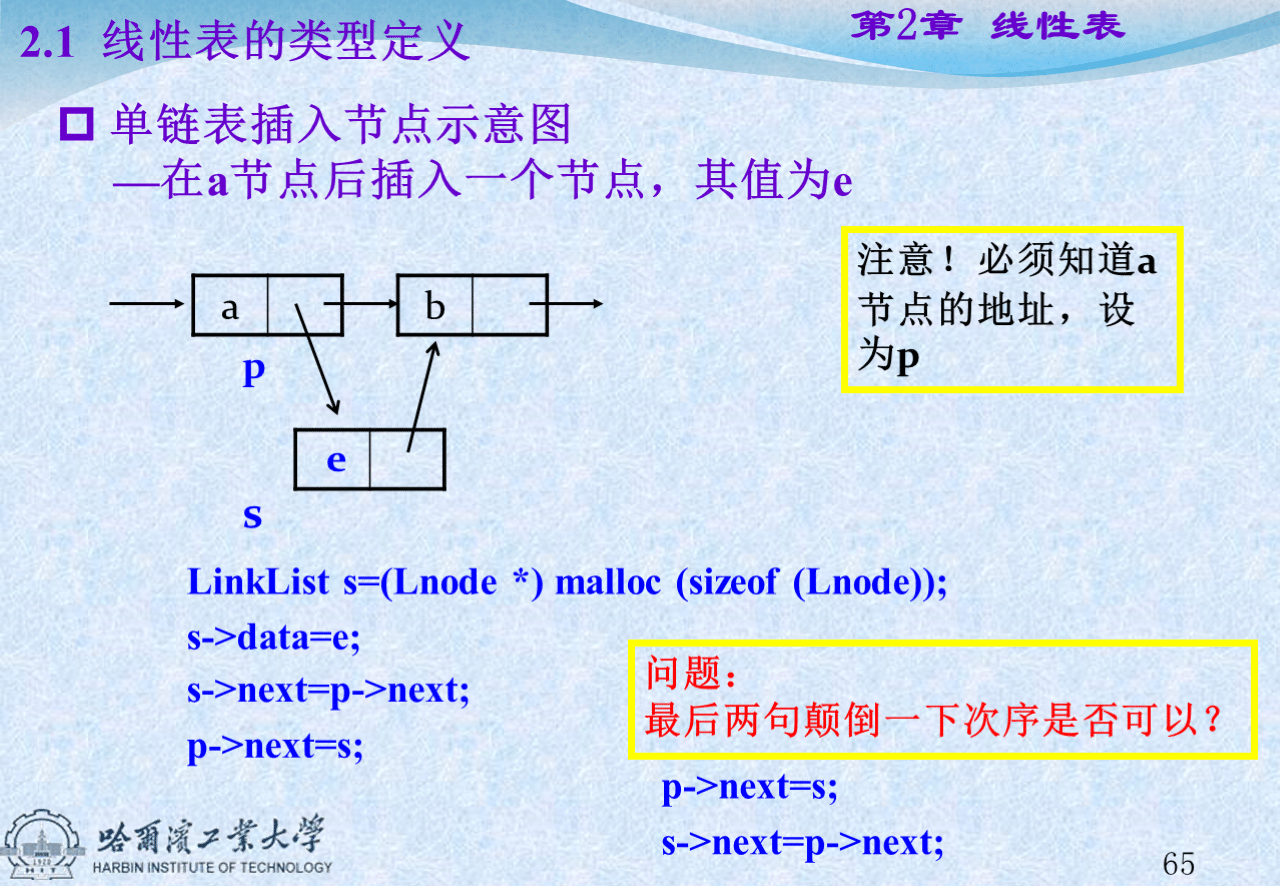 2.1 线性表的类型定义
第2章 线性表
单链表插入节点示意图
—在a节点后插入一个节点，其值为e
注意！必须知道a
节点的地址，设
为p
a
b
p
e
s
LinkList s=(Lnode *) malloc (sizeof (Lnode));
s->data=e;
s->next=p->next;
p->next=s;
问题：
最后两句颠倒一下次序是否可以？
p->next=s;
s->next=p->next;
1920
HIT
哈爾濱工業大學
HARBIN INSTITUTE OF TECHNOLOGY
65